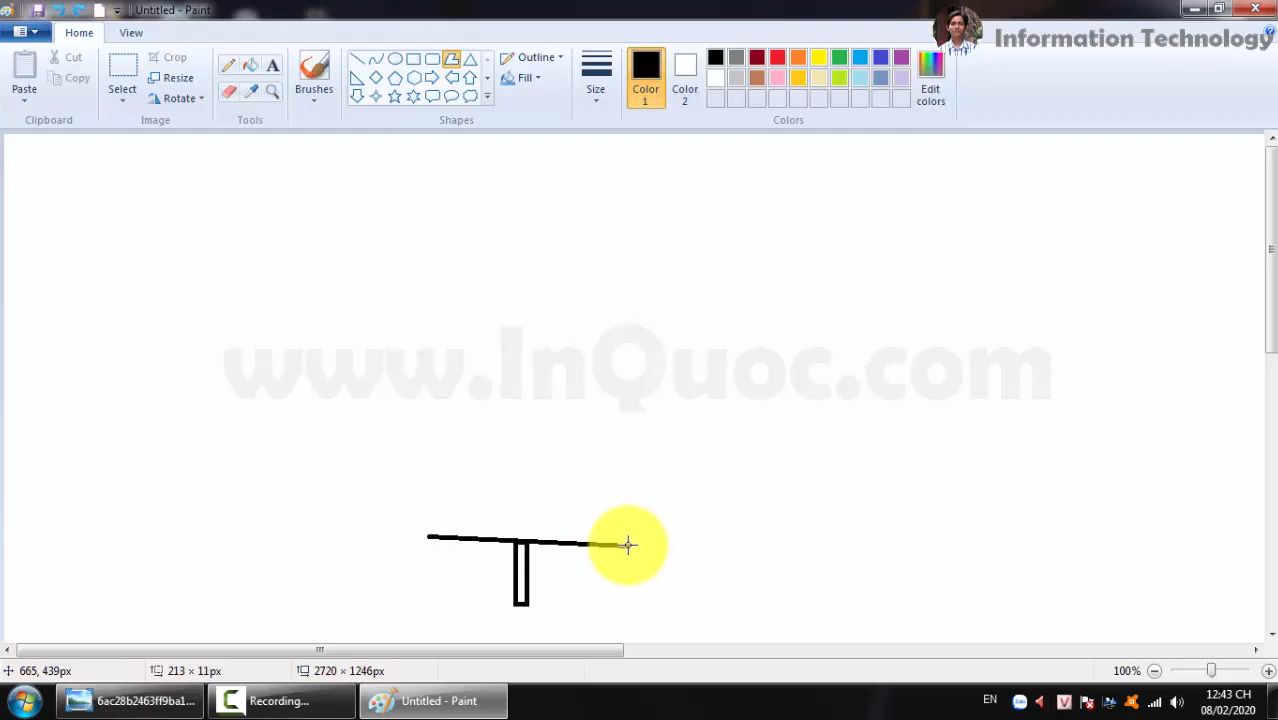 Untitled - Paint
Information Technology
Home
View
Paste
Cut
Copy
Clipboard
Select
Crop
Resize
Rotate
Image
Tools
Brushes
Shapes
Outline
Fill
Size
Color 1
Color 2
Edit colors
Colors
www.InQuoc.com
665, 439px
213 × 11px
2720 × 1246px
100%
6ac28b2463ff9ba1...
Recording...
Untitled - Paint
EN
12:43 CH
08/02/2020